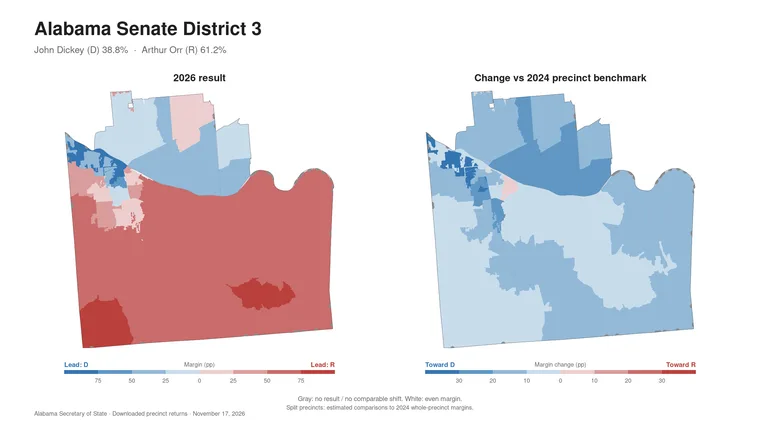 Alabama Senate District 3
John Dickey (D) 38.8% · Arthur Orr (R) 61.2%
2026 result
Change vs 2024 precinct benchmark
Lead: D Margin (pp) Lead: R
75 50 25 0 25 50 75
Toward D Margin change (pp) Toward R
30 20 10 0 10 20 30
Gray: no result / no comparable shift. White: even margin.
Split precincts: estimated comparisons to 2024 whole-precinct margins.
Alabama Secretary of State · Downloaded precinct returns · November 17, 2026